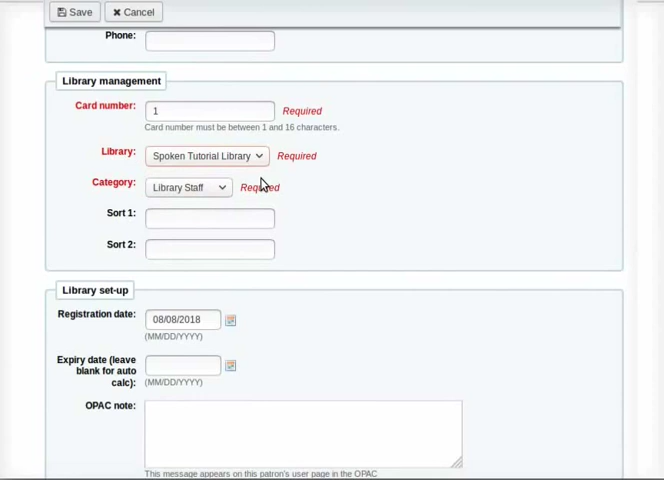 Save Cancel
Phone:
Library management
Card number: 1 Required
Card number must be between 1 and 16 characters.
Library: Spoken Tutorial Library Required
Category: Library Staff Required
Sort 1:
Sort 2:
Library set-up
Registration date: 08/08/2018
(MM/DD/YYYY)
Expiry date (leave
blank for auto
calc):
(MM/DD/YYYY)
OPAC note:
This message appears on this patron's user page in the OPAC